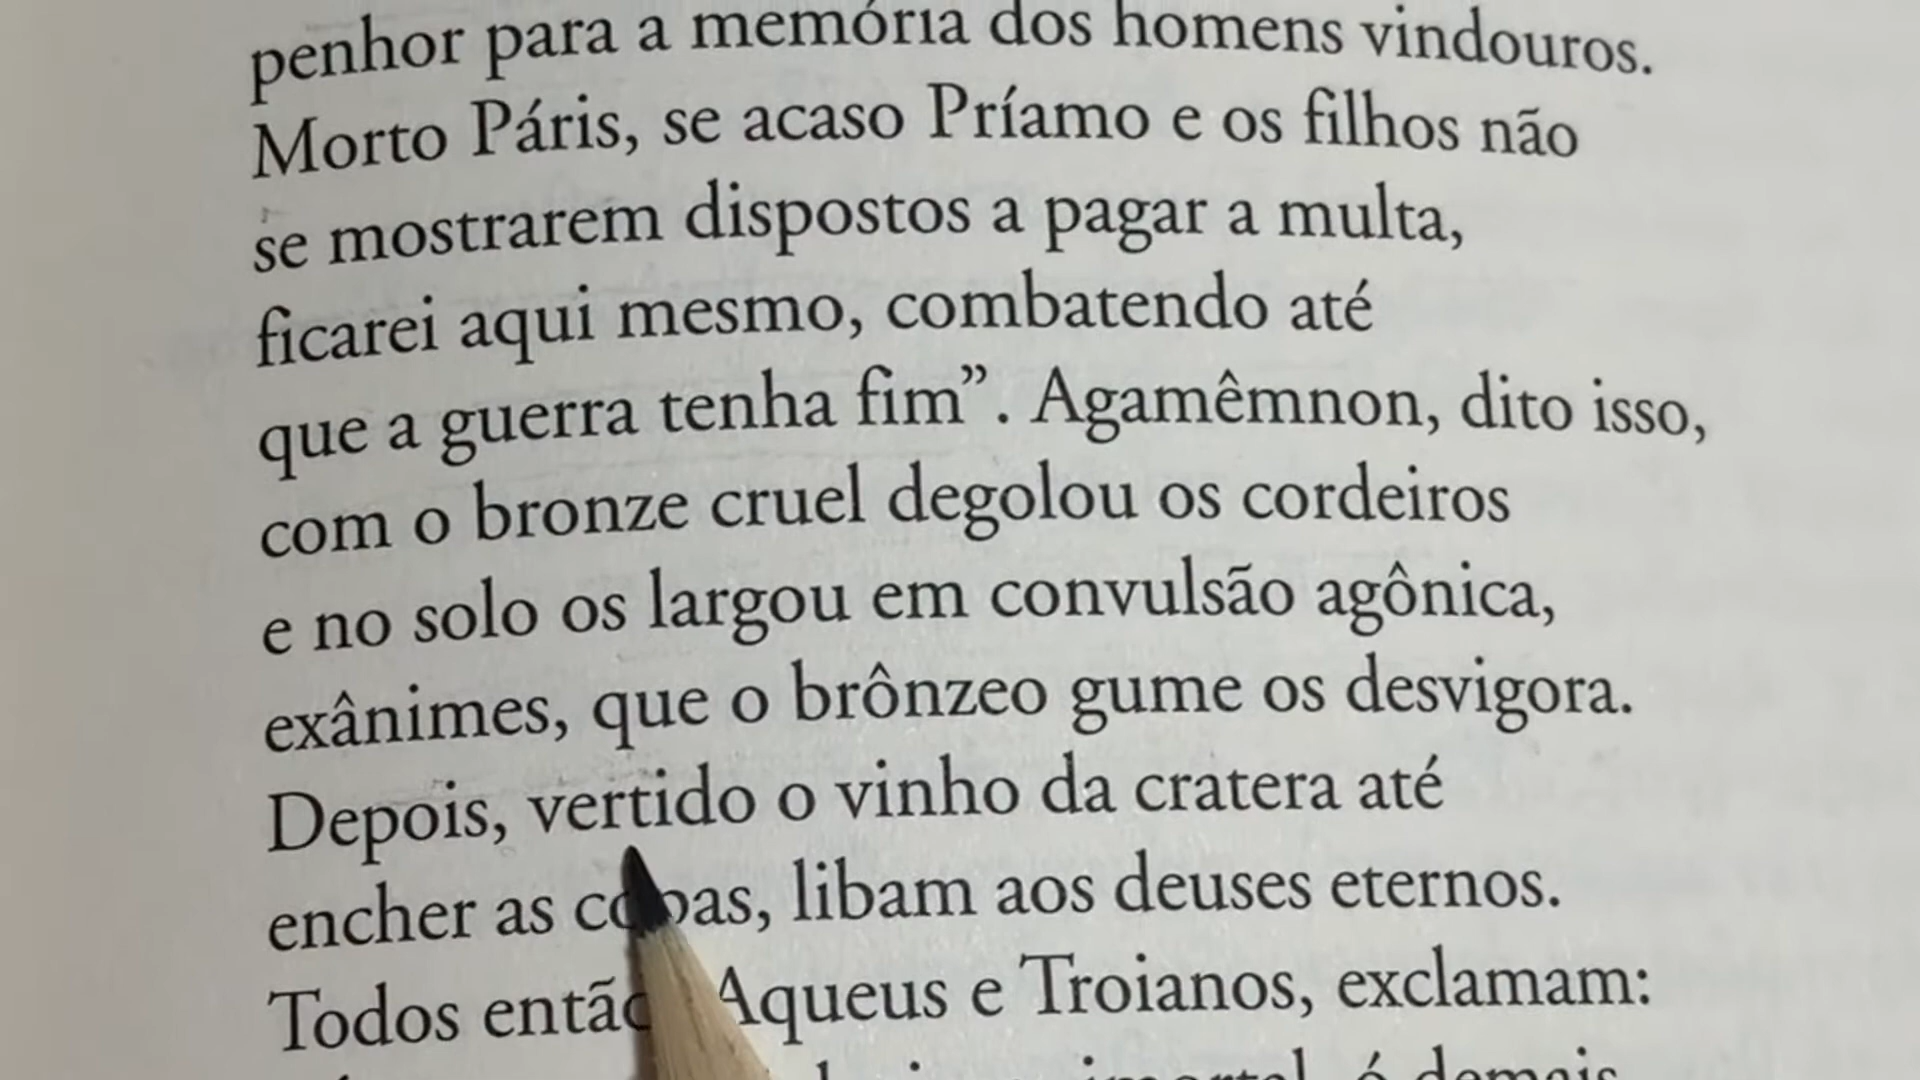 penhor para a memória dos homens vindouros.
Morto Páris, se acaso Príamo e os filhos não
se mostrarem dispostos a pagar a multa,
ficarei aqui mesmo, combatendo até
que a guerra tenha fim”. Agamêmnon, dito isso,
com o bronze cruel degolou os cordeiros
e no solo os largou em convulsão agônica,
exânimes, que o brônzeo gume os desvigora.
Depois, vertido o vinho da cratera até
encher as copas, libam aos deuses eternos.
Todos então Aqueus e Troianos, exclamam: